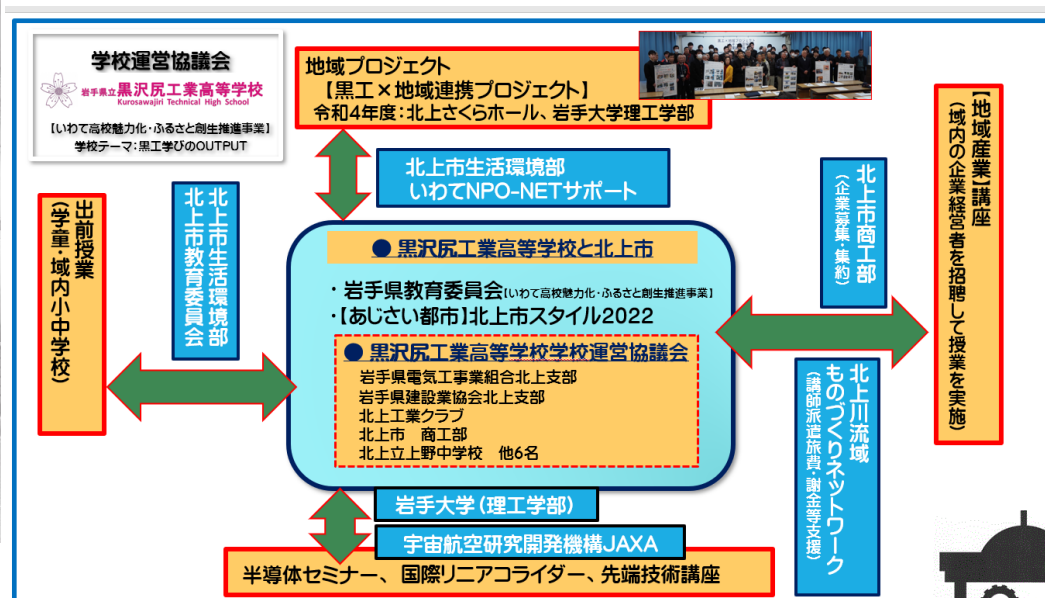 学校運営協議会
岩手県立黒沢尻工業高等学校
Kurosawajiri Technical High School
【いわて高校魅力化・ふるさと創生推進事業】
学校テーマ：黒工学びのOUTPUT
地域プロジェクト
【黒工×地域連携プロジェクト】
令和4年度：北上さくらホール、岩手大学理工学部
北上市生活環境部
いわてNPO-NETサポート
出前授業
（学童・域内小中学校）
北上市生活環境部
北上市教育委員会
● 黒沢尻工業高等学校と北上市
・岩手県教育委員会【いわて高校魅力化・ふるさと創生推進事業】
・【あじさい都市】北上市スタイル2022
● 黒沢尻工業高等学校学校運営協議会
岩手県電気工事業組合北上支部
岩手県建設業協会北上支部
北上工業クラブ
北上市　商工部
北上立上野中学校　他6名
北上市商工部
（企業募集・集約）
北上川流域
ものづくりネットワーク
（講師派遣旅費・謝金等支援）
【地域産業】講座
（域内の企業経営者を招聘して授業を実施）
岩手大学（理工学部）
宇宙航空研究開発機構JAXA
半導体セミナー、国際リニアコライダー、先端技術講座